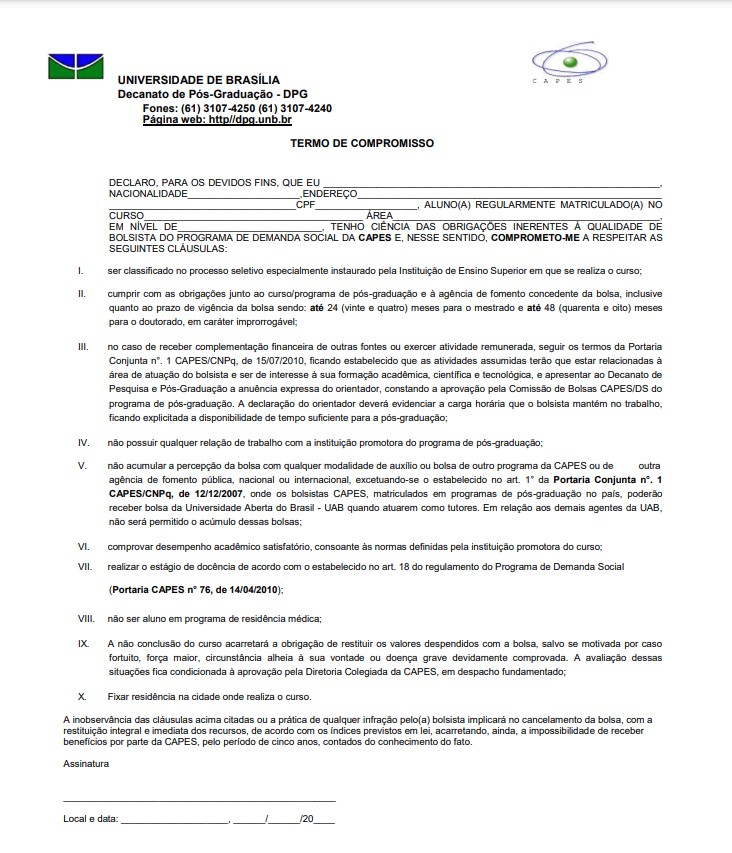 UNIVERSIDADE DE BRASÍLIA
Decanato de Pós-Graduação - DPG
Fones: (61) 3107-4250 (61) 3107-4240
Página web: http//dpg.unb.br
C A P E S
TERMO DE COMPROMISSO
DECLARO, PARA OS DEVIDOS FINS, QUE EU ______________________________________________________________,
NACIONALIDADE____________________,ENDEREÇO________________________________________________________
__________________________________CPF___________________, ALUNO(A) REGULARMENTE MATRICULADO(A) NO
CURSO________________________________________ ÁREA_________________________________________________,
EM NÍVEL DE__________________________, TENHO CIÊNCIA DAS OBRIGAÇÕES INERENTES À QUALIDADE DE
BOLSISTA DO PROGRAMA DE DEMANDA SOCIAL DA CAPES E, NESSE SENTIDO, COMPROMETO-ME A RESPEITAR AS
SEGUINTES CLÁUSULAS:
I. ser classificado no processo seletivo especialmente instaurado pela Instituição de Ensino Superior em que se realiza o curso;
II. cumprir com as obrigações junto ao curso/programa de pós-graduação e à agência de fomento concedente da bolsa, inclusive
quanto ao prazo de vigência da bolsa sendo: até 24 (vinte e quatro) meses para o mestrado e até 48 (quarenta e oito) meses
para o doutorado, em caráter improrrogável;
III. no caso de receber complementação financeira de outras fontes ou exercer atividade remunerada, seguir os termos da Portaria
Conjunta n°. 1 CAPES/CNPq, de 15/07/2010, ficando estabelecido que as atividades assumidas terão que estar relacionadas à
área de atuação do bolsista e ser de interesse à sua formação acadêmica, científica e tecnológica, e apresentar ao Decanato de
Pesquisa e Pós-Graduação a anuência expressa do orientador, constando a aprovação pela Comissão de Bolsas CAPES/DS do
programa de pós-graduação. A declaração do orientador deverá evidenciar a carga horária que o bolsista mantém no trabalho,
ficando explicitada a disponibilidade de tempo suficiente para a pós-graduação;
IV. não possuir qualquer relação de trabalho com a instituição promotora do programa de pós-graduação;
V. não acumular a percepção da bolsa com qualquer modalidade de auxílio ou bolsa de outro programa da CAPES ou de outra
agência de fomento pública, nacional ou internacional, excetuando-se o estabelecido no art. 1° da Portaria Conjunta n°. 1
CAPES/CNPq, de 12/12/2007, onde os bolsistas CAPES, matriculados em programas de pós-graduação no país, poderão
receber bolsa da Universidade Aberta do Brasil - UAB quando atuarem como tutores. Em relação aos demais agentes da UAB,
não será permitido o acúmulo dessas bolsas;
VI. comprovar desempenho acadêmico satisfatório, consoante às normas definidas pela instituição promotora do curso;
VII. realizar o estágio de docência de acordo com o estabelecido no art. 18 do regulamento do Programa de Demanda Social
(Portaria CAPES n° 76, de 14/04/2010);
VIII. não ser aluno em programa de residência médica;
IX. A não conclusão do curso acarretará a obrigação de restituir os valores despendidos com a bolsa, salvo se motivada por caso
fortuito, força maior, circunstância alheia à sua vontade ou doença grave devidamente comprovada. A avaliação dessas
situações fica condicionada à aprovação pela Diretoria Colegiada da CAPES, em despacho fundamentado;
X. Fixar residência na cidade onde realiza o curso.
A inobservância das cláusulas acima citadas ou a prática de qualquer infração pelo(a) bolsista implicará no cancelamento da bolsa, com a
restituição integral e imediata dos recursos, de acordo com os índices previstos em lei, acarretando, ainda, a impossibilidade de receber
benefícios por parte da CAPES, pelo período de cinco anos, contados do conhecimento do fato.
Assinatura
__________________________________________________
Local e data: ____________________, ______/______/20____